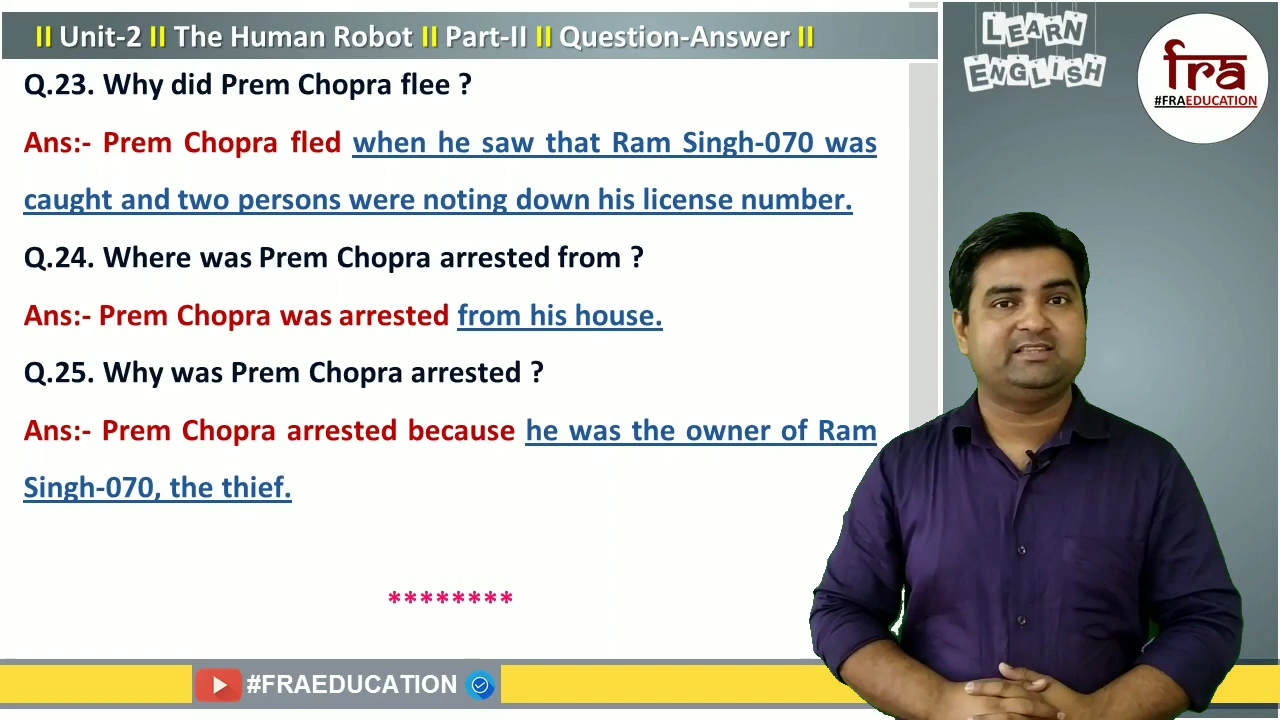 II Unit-2 II The Human Robot II Part-II II Question-Answer II
LEARN
ENGLISH
fra
#FRAEDUCATION
Q.23. Why did Prem Chopra flee ?
Ans:- Prem Chopra fled when he saw that Ram Singh-070 was
caught and two persons were noting down his license number.
Q.24. Where was Prem Chopra arrested from ?
Ans:- Prem Chopra was arrested from his house.
Q.25. Why was Prem Chopra arrested ?
Ans:- Prem Chopra arrested because he was the owner of Ram
Singh-070, the thief.
********
#FRAEDUCATION